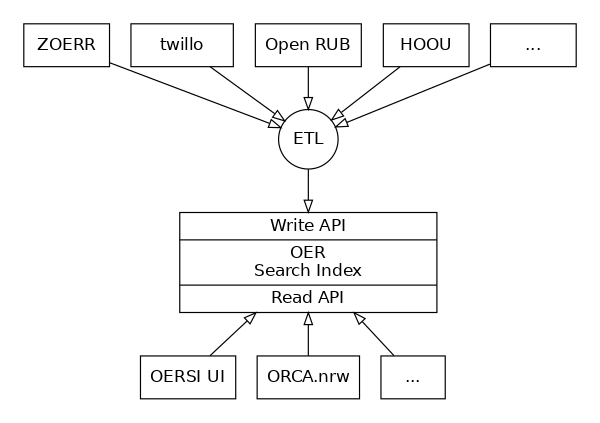 ZOERR
twillo
Open RUB
HOOU
...
ETL
Write API
OER
Search Index
Read API
OERSI UI
ORCA.nrw
...